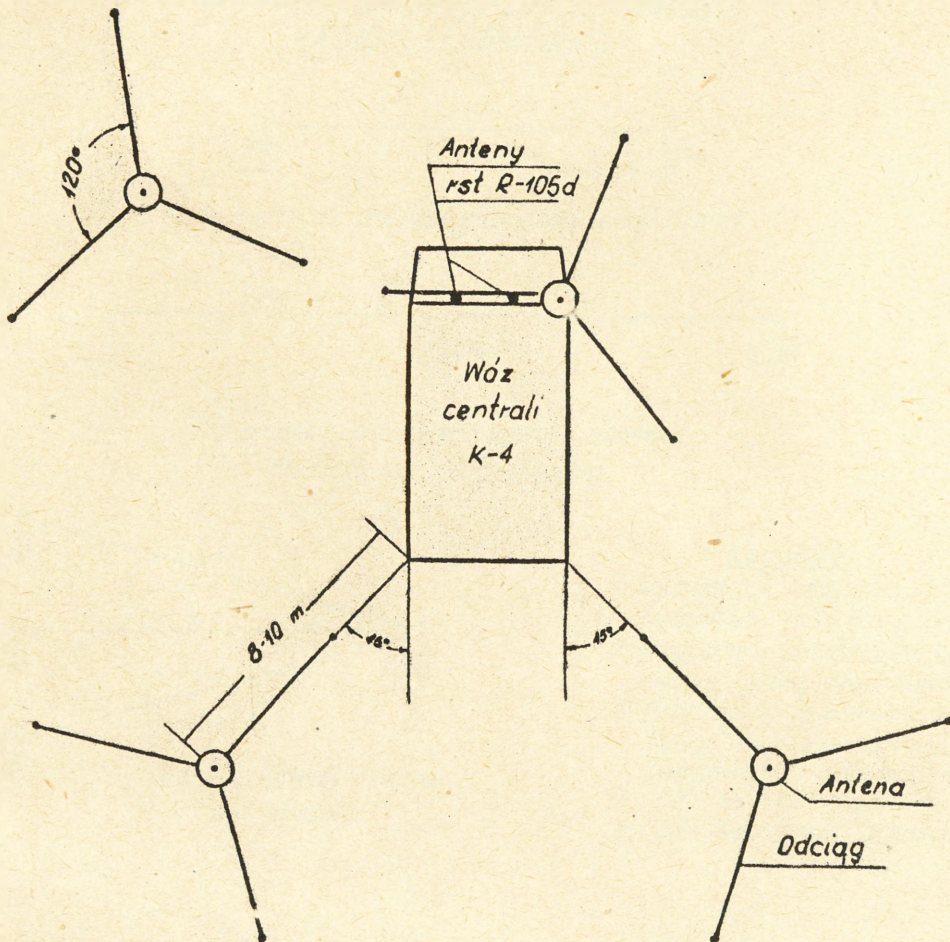 120°
Anteny
rst R-105d
Wóz
centrali
K-4
8-10 m
45°
45°
Antena
Odciąg